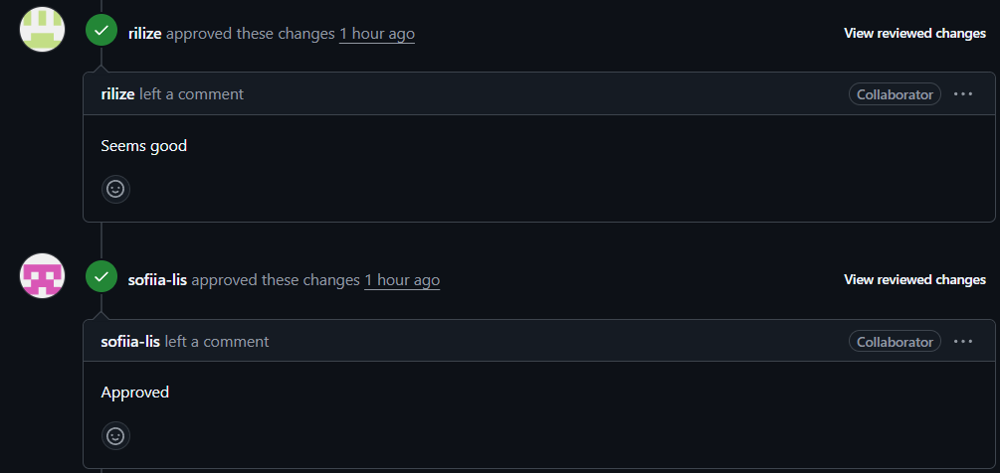 rilize approved these changes 1 hour ago View reviewed changes
rilize left a comment Collaborator ...
Seems good
sofiia-lis approved these changes 1 hour ago View reviewed changes
sofiia-lis left a comment Collaborator ...
Approved